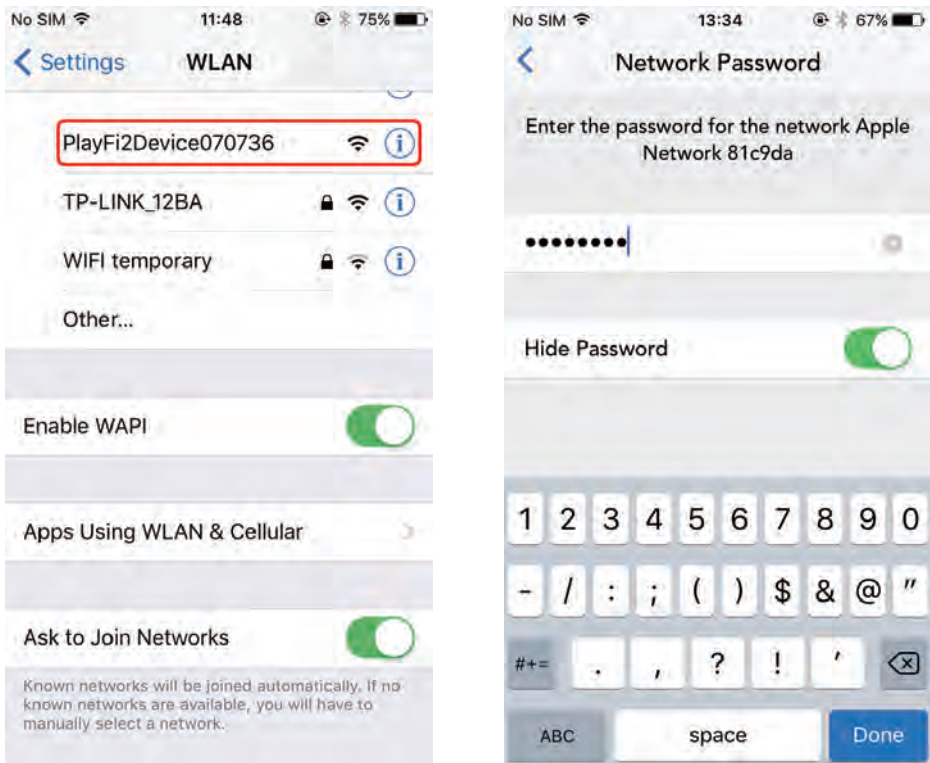 No SIM 11:48 75%
Settings WLAN
PlayFi2Device070736
TP-LINK_12BA
WIFI temporary
Other...
Enable WAPI
Apps Using WLAN & Cellular
Ask to Join Networks
Known networks will be joined automatically. If no
known networks are available, you will have to
manually select a network.
No SIM 13:34 67%
Network Password
Enter the password for the network Apple
Network 81c9da
••••••••
Hide Password
1 2 3 4 5 6 7 8 9 0
- / : ; ( ) $ & @ "
#+= . , ? ! '
ABC space Done